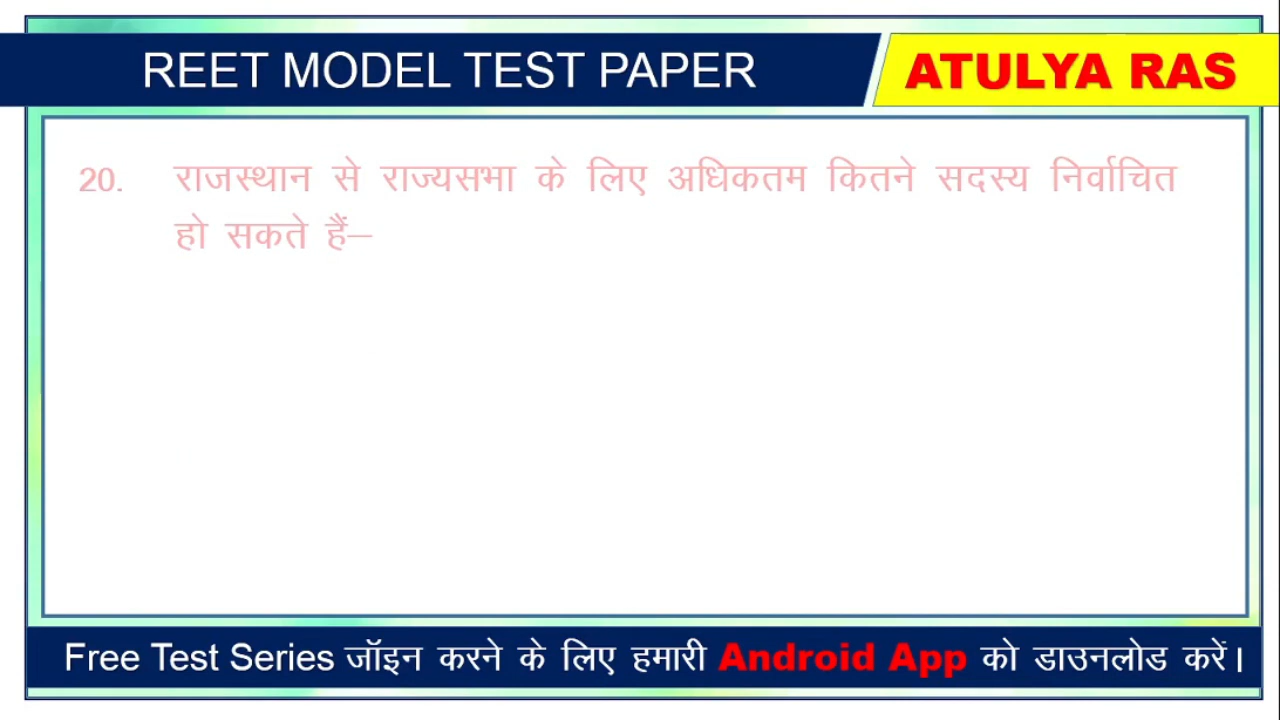 REET MODEL TEST PAPER
ATULYA RAS
20. राजस्थान से राज्यसभा के लिए अधिकतम कितने सदस्य निर्वाचित
हो सकते हैं–
Free Test Series जॉइन करने के लिए हमारी Android App को डाउनलोड करें।